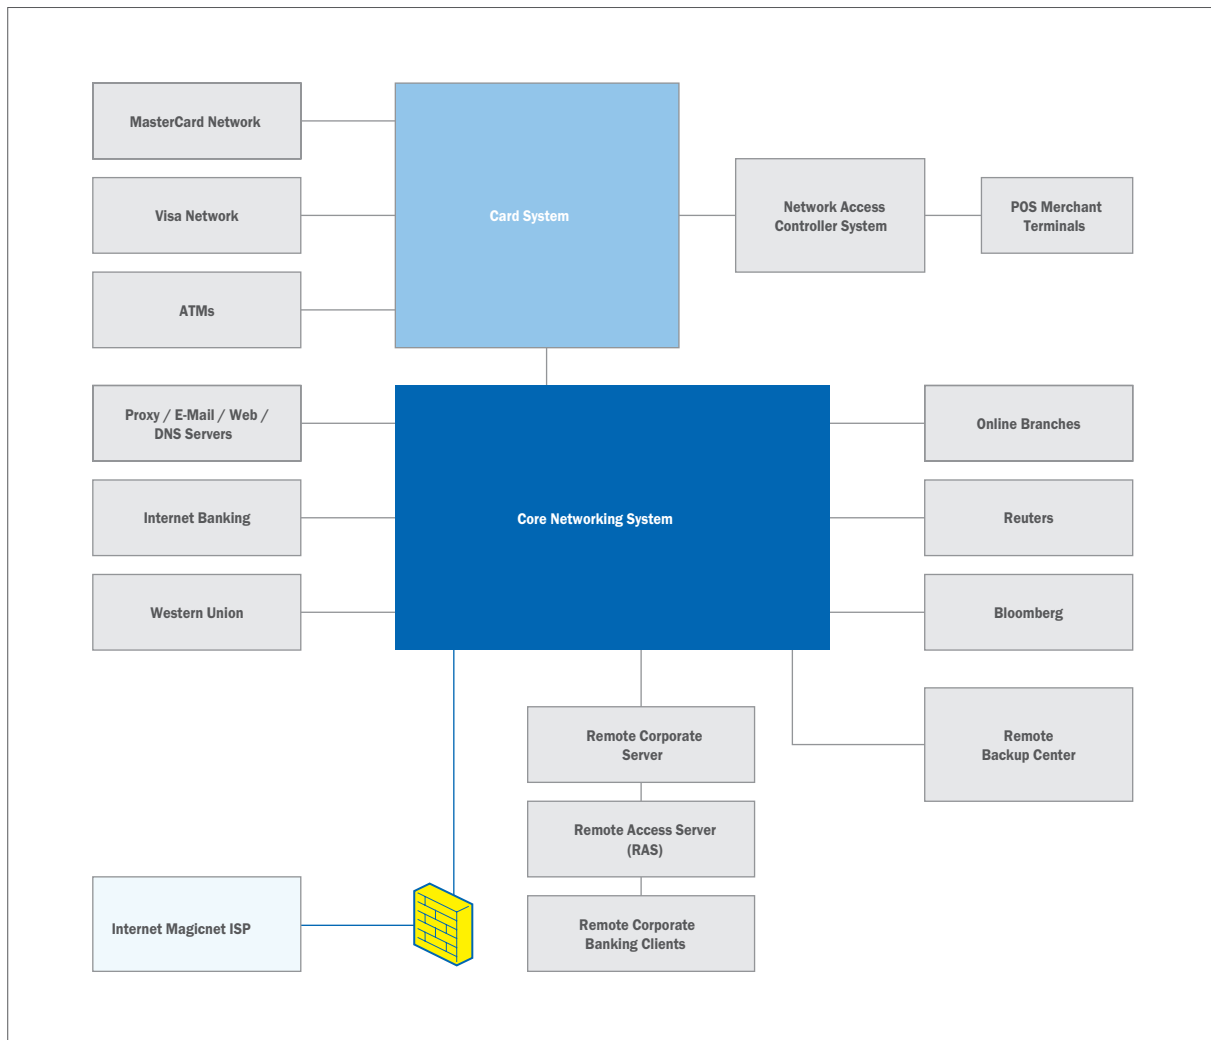 MasterCard Network
Visa Network
ATMs
Card System
Network Access
Controller System
POS Merchant
Terminals
Proxy / E-Mail / Web /
DNS Servers
Internet Banking
Western Union
Core Networking System
Online Branches
Reuters
Bloomberg
Remote
Backup Center
Remote Corporate
Server
Remote Access Server
(RAS)
Remote Corporate
Banking Clients
Internet Magicnet ISP